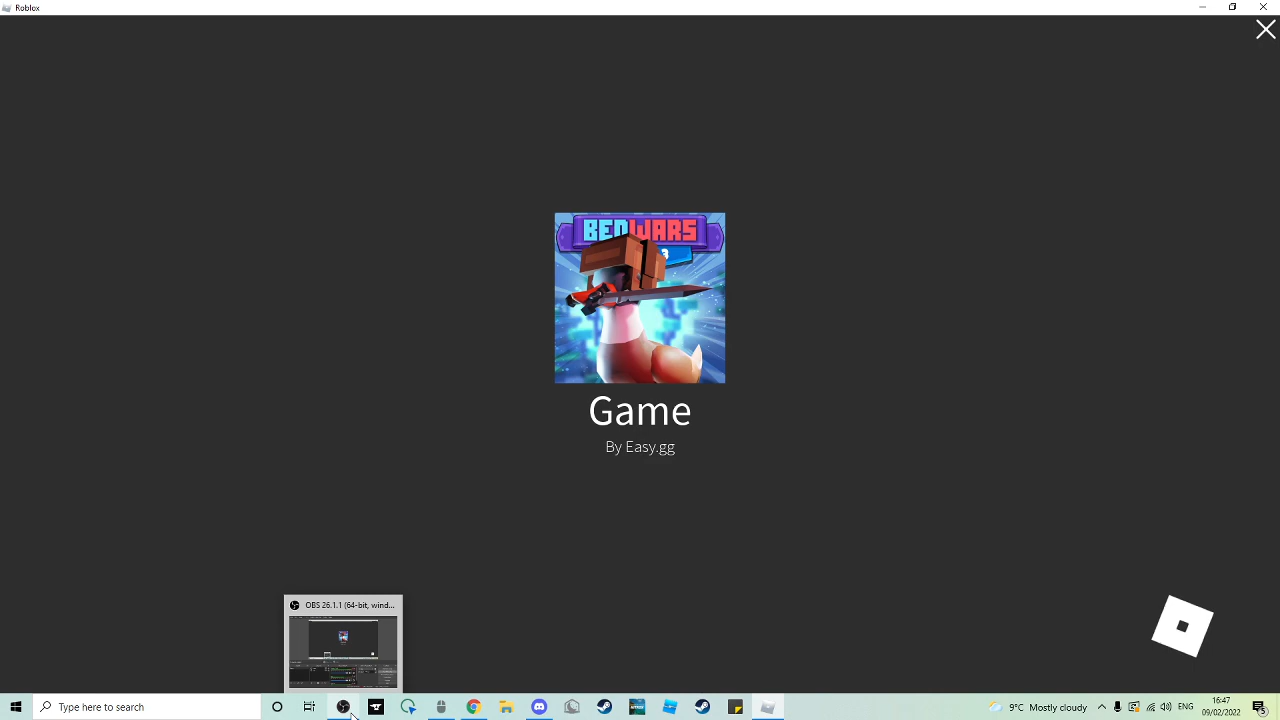 Roblox
BEDWARS
Game
By Easy.gg
OBS 26.1.1 (64-bit, wind...
Type here to search
9°C Mostly cloudy
ENG
16:47
09/02/2022
5